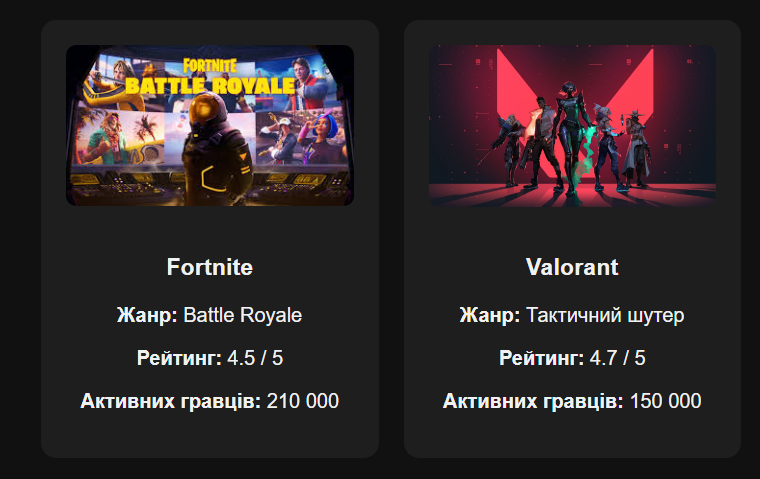 FORTNITE
BATTLE ROYALE
Fortnite
Жанр: Battle Royale
Рейтинг: 4.5 / 5
Активних гравців: 210 000
Valorant
Жанр: Тактичний шутер
Рейтинг: 4.7 / 5
Активних гравців: 150 000